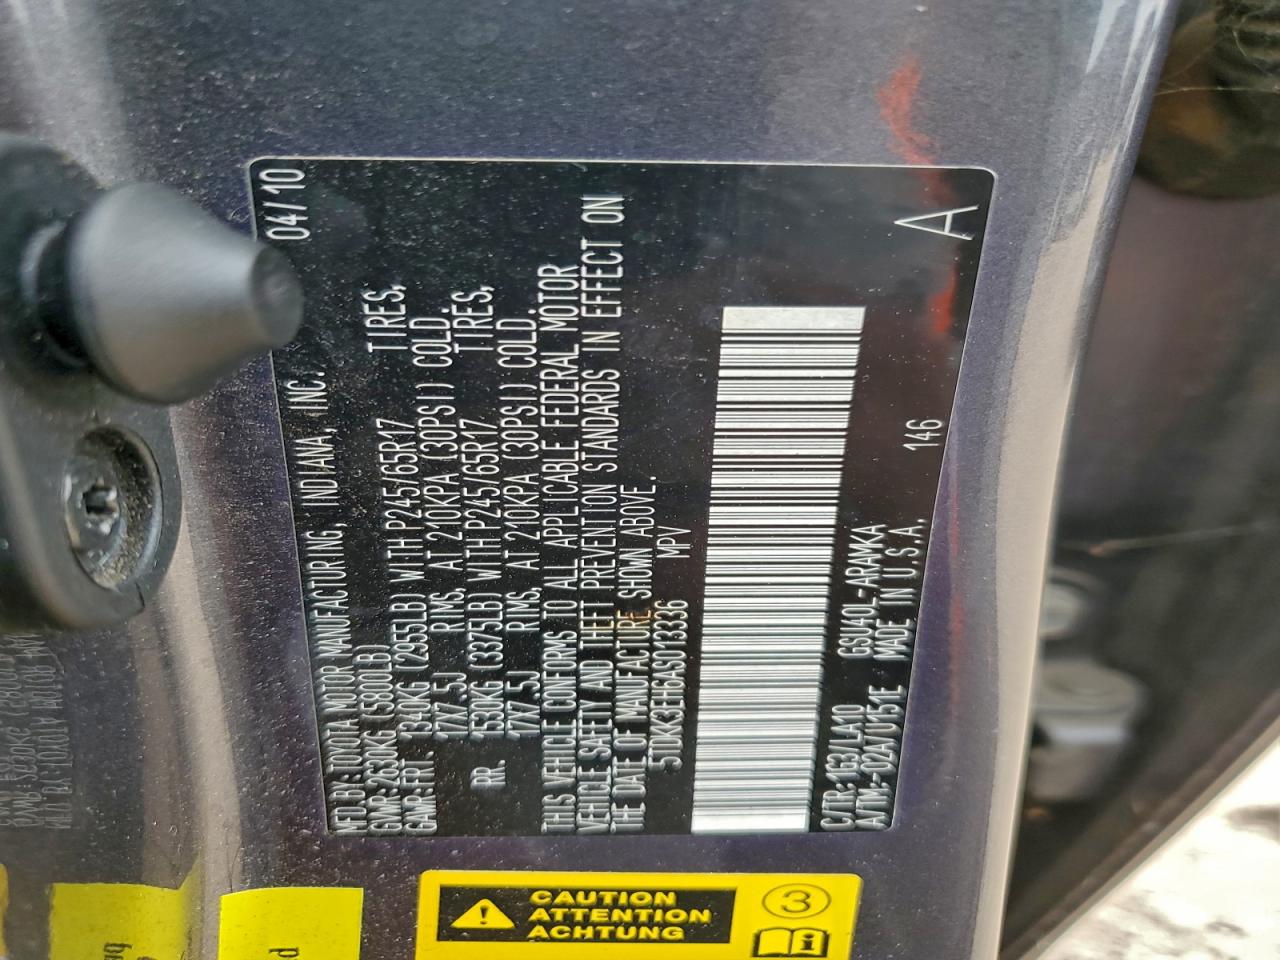 MFD.BY:TOYOTA MOTOR MANUFACTURING, INDIANA, INC. 04/10
GVWR:2630KG (5800LB)
GAWR:FRT. 1340KG (2955LB) WITH P245/65R17 TIRES,
17X7.5J RIMS, AT 210KPA (30PSI) COLD.
RR. 1530KG (3375LB) WITH P245/65R17 TIRES,
17X7.5J RIMS, AT 210KPA (30PSI) COLD.
THIS VEHICLE CONFORMS TO ALL APPLICABLE FEDERAL MOTOR
VEHICLE SAFETY AND THEFT PREVENTION STANDARDS IN EFFECT ON
THE DATE OF MANUFACTURE SHOWN ABOVE.
5TDKK3EH6AS013336 MPV
C/TR:1G3/LA10 GSU40L-ARAMKA 146 A
A/TM:-02A/U151E MADE IN U.S.A.
CAUTION
ATTENTION
ACHTUNG
3
i